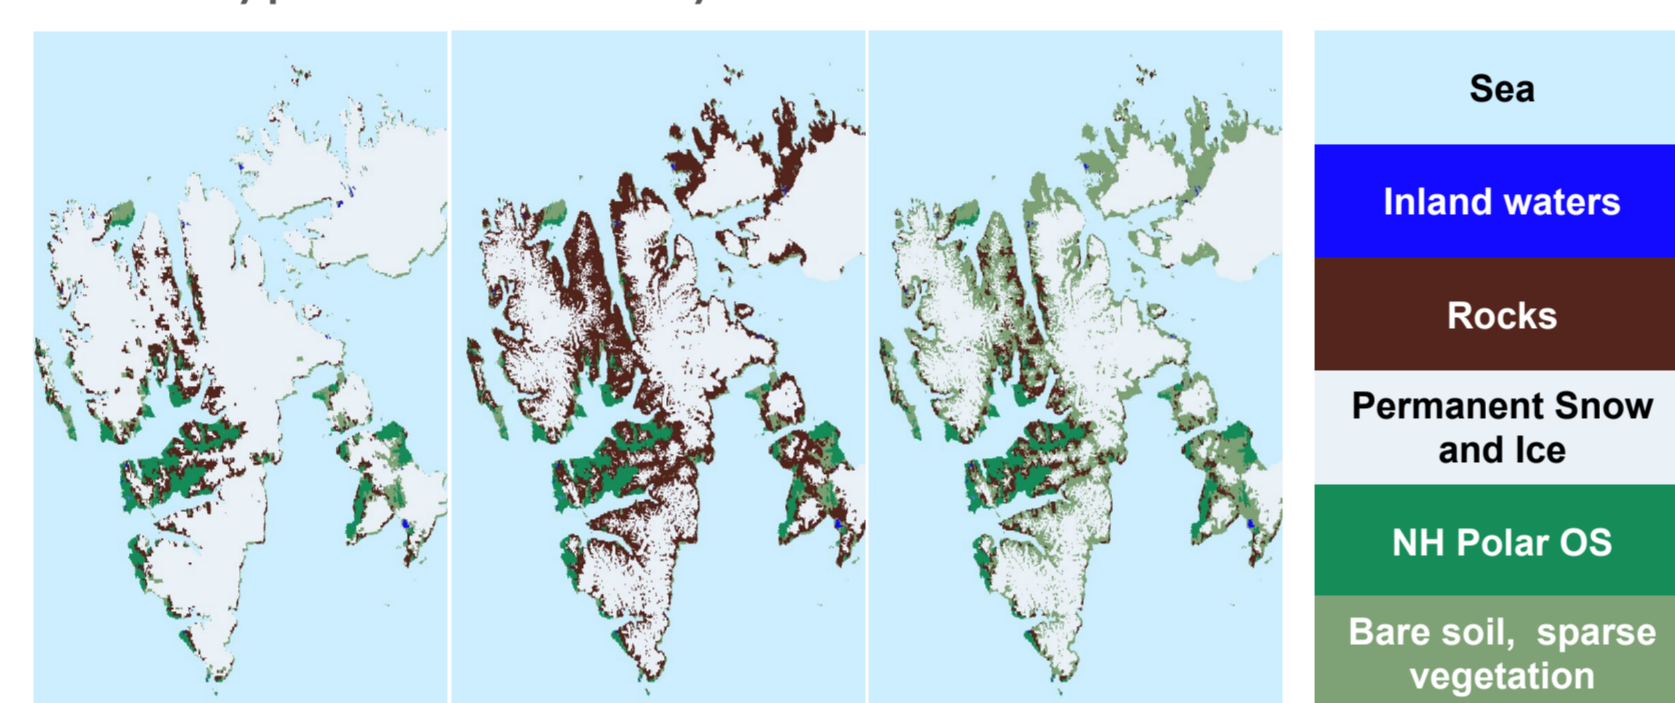 Sea
Inland waters
Rocks
Permanent Snow
and Ice
NH Polar OS
Bare soil, sparse
vegetation